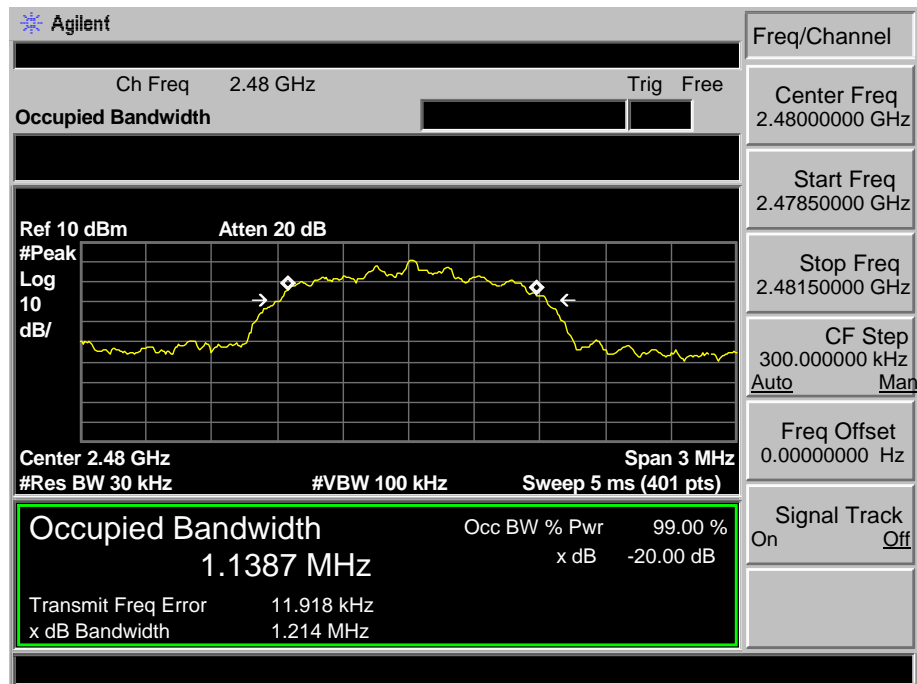 Agilent
Freq/Channel
Ch Freq 2.48 GHz Trig Free
Occupied Bandwidth
Center Freq
2.48000000 GHz
Start Freq
2.47850000 GHz
Stop Freq
2.48150000 GHz
CF Step
300.000000 kHz
Auto Man
Freq Offset
0.00000000 Hz
Signal Track
On Off
Ref 10 dBm Atten 20 dB
#Peak
Log
10
dB/
Center 2.48 GHz Span 3 MHz
#Res BW 30 kHz #VBW 100 kHz Sweep 5 ms (401 pts)
Occupied Bandwidth Occ BW % Pwr 99.00 %
1.1387 MHz x dB -20.00 dB
Transmit Freq Error 11.918 kHz
x dB Bandwidth 1.214 MHz